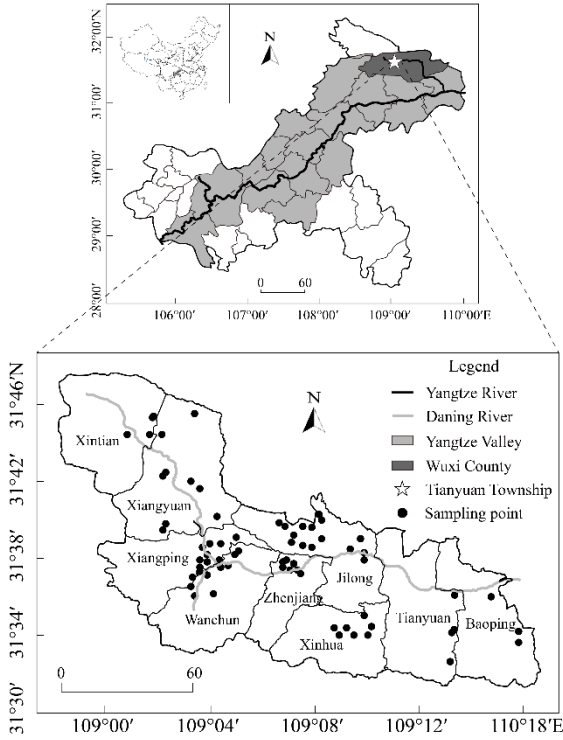 N
32°00′
31°00′
30°00′
29°00′
28°00′
0 60
106°00′ 107°00′ 108°00′ 109°00′ 110°00′E
31°46′N
31°42′
31°38′
31°34′
31°30′
N
Legend
Yangtze River
Daning River
Yangtze Valley
Wuxi County
Tianyuan Township
Sampling point
Xintian
Xiangyuan
Xiangping
Wanchun
Zhenjiang
Jilong
Xinhua
Tianyuan
Baoping
0 60
109°00′ 109°04′ 109°08′ 109°12′ 110°18′E